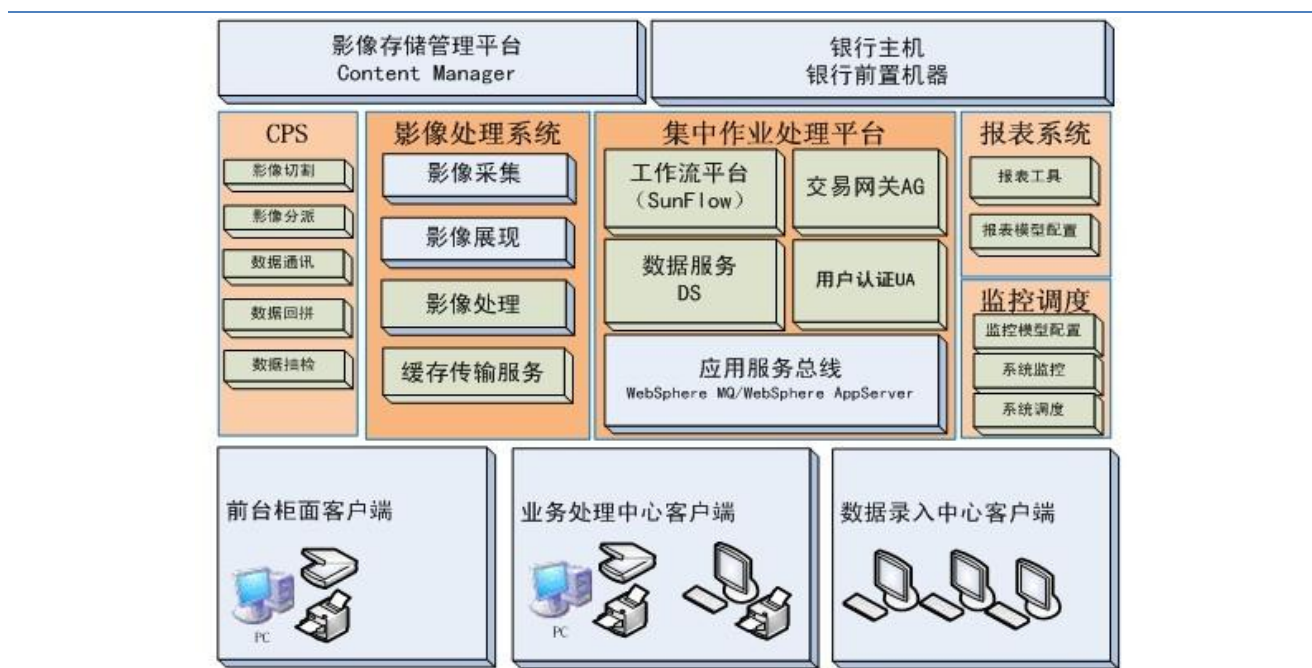 影像存储管理平台
Content Manager
银行主机
银行前置机器
CPS
影像切割
影像分派
数据通讯
数据回拼
数据抽检
影像处理系统
影像采集
影像展现
影像处理
缓存传输服务
集中作业处理平台
工作流平台
（SunFlow）
交易网关AG
数据服务
DS
用户认证UA
应用服务总线
WebSphere MQ/WebSphere AppServer
报表系统
报表工具
报表模型配置
监控调度
监控模型配置
系统监控
系统调度
前台柜面客户端
PC
业务处理中心客户端
PC
数据录入中心客户端